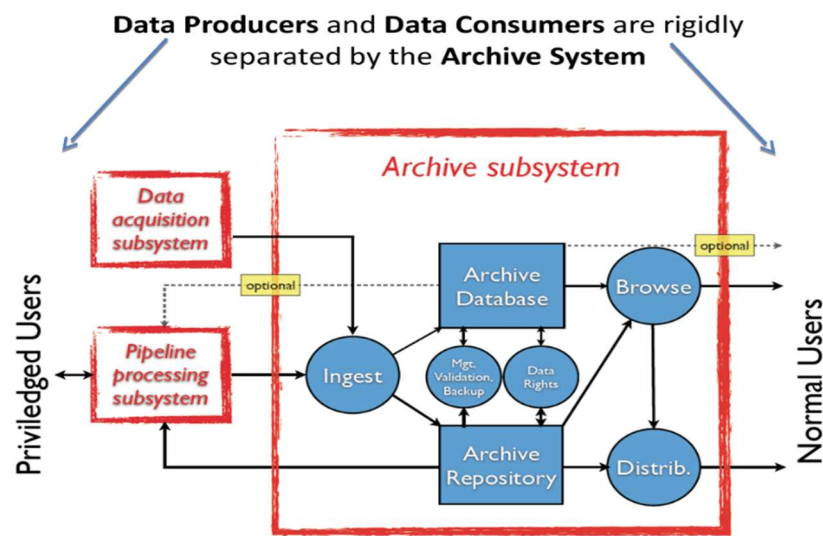 Data Producers and Data Consumers are rigidly
separated by the Archive System
Archive subsystem
Data
acquisition
subsystem
optional
optional
Archive
Database
Browse
Priviledged Users
Pipeline
processing
subsystem
Ingest
Mgt,
Validation,
Backup
Data
Rights
Normal Users
Archive
Repository
Distrib.